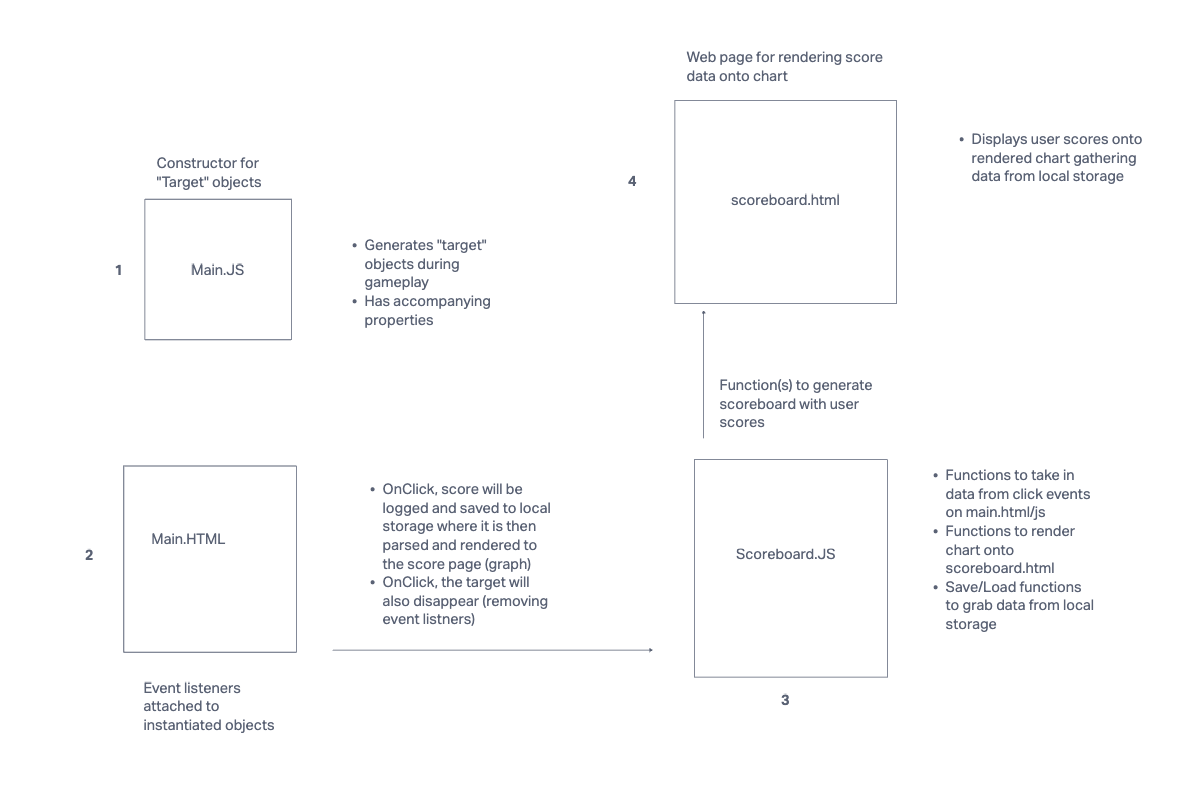 Constructor for
"Target" objects
1
Main.JS
• Generates "target"
objects during
gameplay
• Has accompanying
properties
2
Main.HTML
• OnClick, score will be
logged and saved to local
storage where it is then
parsed and rendered to
the score page (graph)
• OnClick, the target will
also disappear (removing
event listners)
Event listeners
attached to
instantiated objects
Scoreboard.JS
3
• Functions to take in
data from click events
on main.html/js
• Functions to render
chart onto
scoreboard.html
• Save/Load functions
to grab data from local
storage
Function(s) to generate
scoreboard with user
scores
Web page for rendering score
data onto chart
4
scoreboard.html
• Displays user scores onto
rendered chart gathering
data from local storage